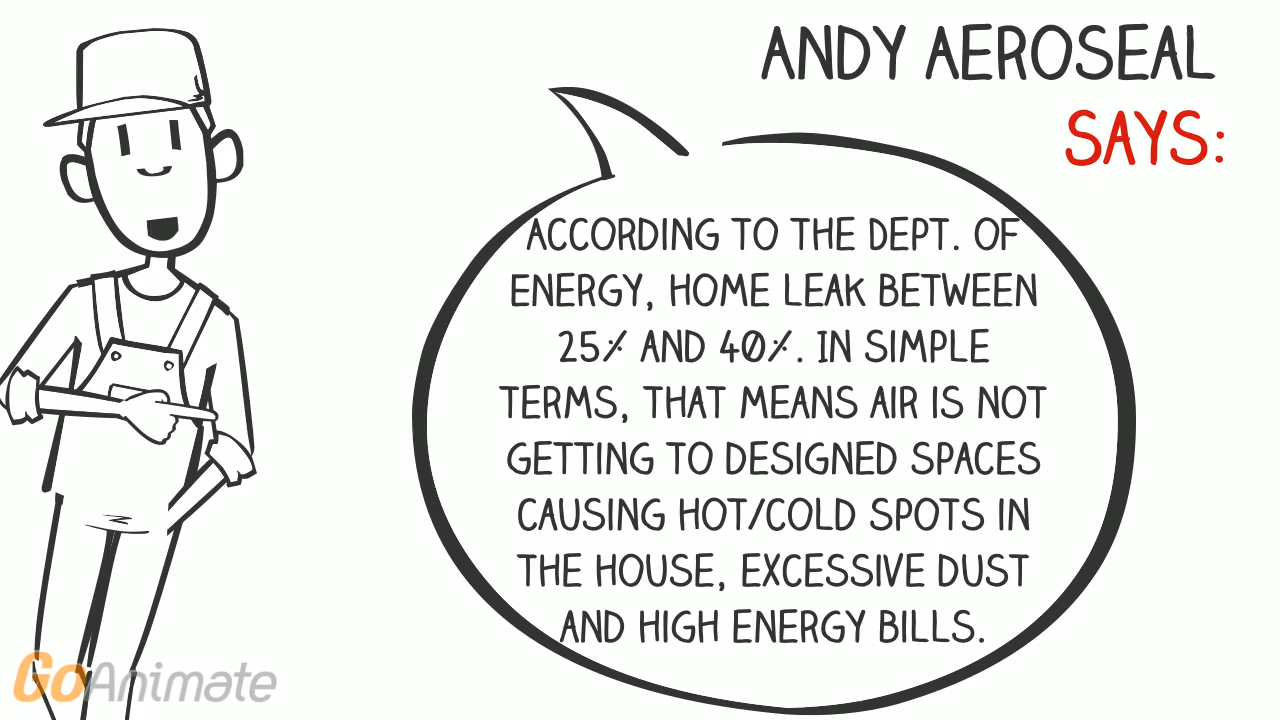 ANDY AEROSEAL
SAYS:
ACCORDING TO THE DEPT. OF
ENERGY, HOME LEAK BETWEEN
25% AND 40%. IN SIMPLE
TERMS, THAT MEANS AIR IS NOT
GETTING TO DESIGNED SPACES
CAUSING HOT/COLD SPOTS IN
THE HOUSE, EXCESSIVE DUST
AND HIGH ENERGY BILLS.
GoAnimate